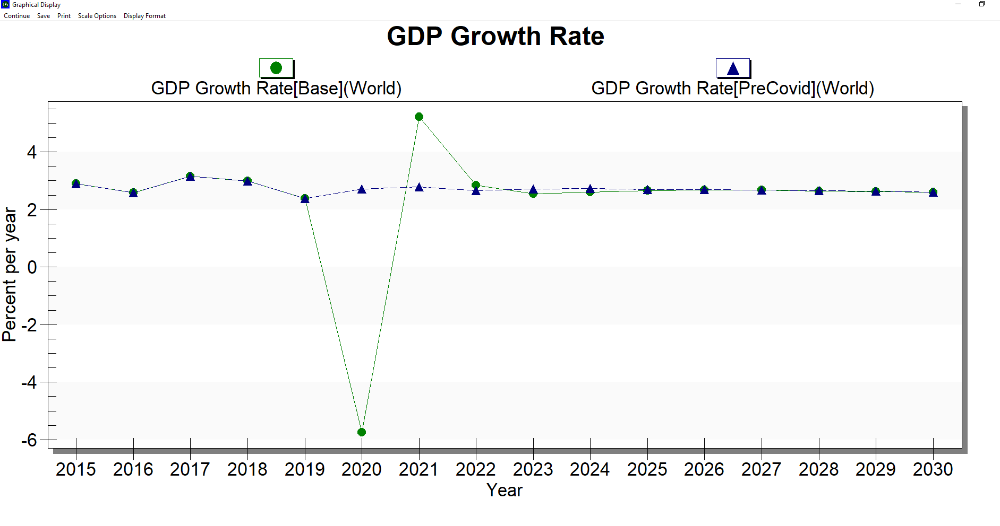 Graphical Display
Continue Save Print Scale Options Display Format
GDP Growth Rate
GDP Growth Rate[Base](World) GDP Growth Rate[PreCovid](World)
4
2
0
-2
-4
-6
Percent per year
2015 2016 2017 2018 2019 2020 2021 2022 2023 2024 2025 2026 2027 2028 2029 2030
Year